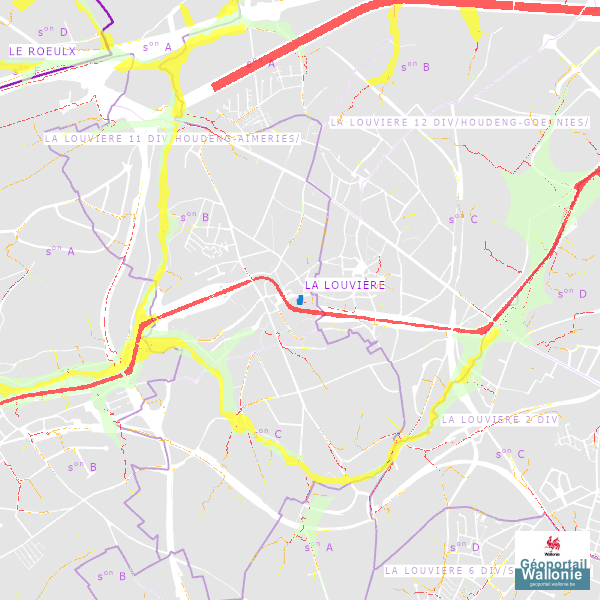 sᵒⁿ D
sᵒⁿ A
LE ROEULX
sᵒⁿ A
sᵒⁿ B
LA LOUVIERE 12 DIV/HOUDENG-GOEGNIES/
LA LOUVIERE 11 DIV/HOUDENG-AIMERIES/
sᵒⁿ B
sᵒⁿ C
sᵒⁿ A
LA LOUVIÈRE
sᵒⁿ D
LA LOUVIERE 2 DIV
sᵒⁿ C
sᵒⁿ C
sᵒⁿ B
sᵒⁿ A
sᵒⁿ D
sᵒⁿ B
LA LOUVIERE 6 DIV/S
Wallonie
Géoportail
Wallonie
geoportail.wallonie.be